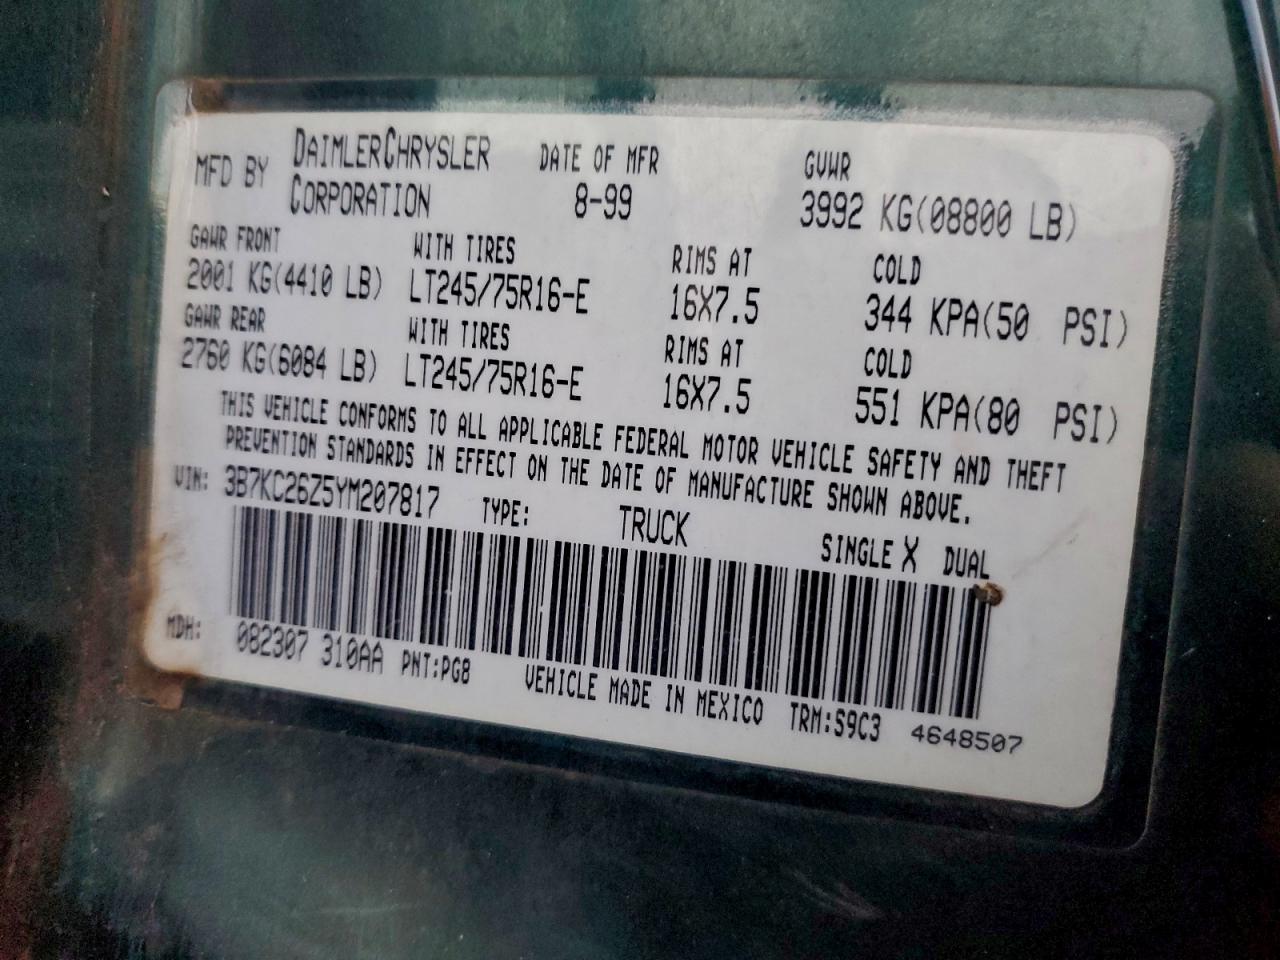 MFD BY DAIMLERCHRYSLER CORPORATION DATE OF MFR 8-99 GVWR 3992 KG(08800 LB)
GAWR FRONT WITH TIRES RIMS AT COLD
2001 KG(4410 LB) LT245/75R16-E 16X7.5 344 KPA(50 PSI)
GAWR REAR WITH TIRES RIMS AT COLD
2760 KG(6084 LB) LT245/75R16-E 16X7.5 551 KPA(80 PSI)
THIS VEHICLE CONFORMS TO ALL APPLICABLE FEDERAL MOTOR VEHICLE SAFETY AND THEFT
PREVENTION STANDARDS IN EFFECT ON THE DATE OF MANUFACTURE SHOWN ABOVE.
VIN: 3B7KC26Z5YM207817 TYPE: TRUCK SINGLE X DUAL
MDH: 082307 310AA PNT:PG8 VEHICLE MADE IN MEXICO TRM:S9C3 4648507